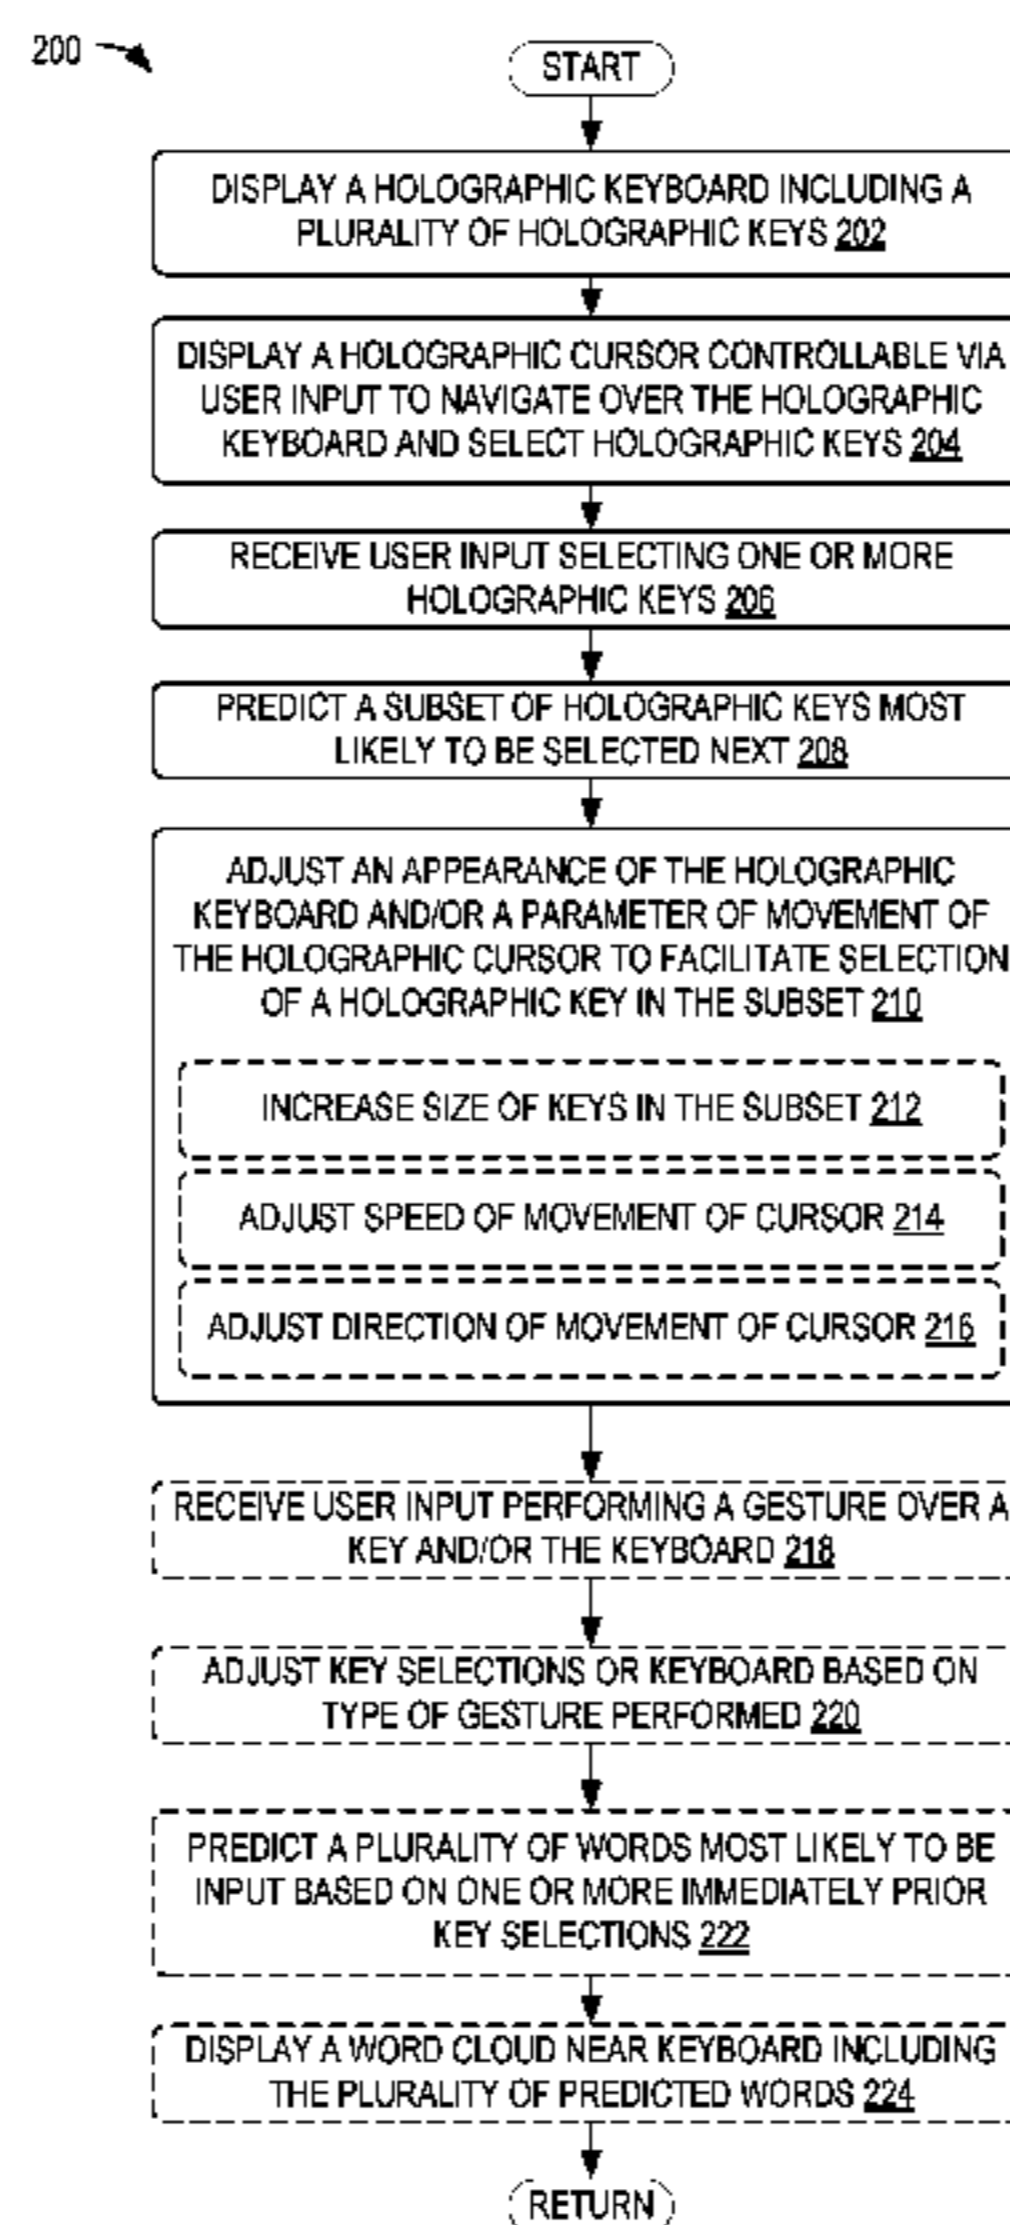 200
START
DISPLAY A HOLOGRAPHIC KEYBOARD INCLUDING A
PLURALITY OF HOLOGRAPHIC KEYS 202
DISPLAY A HOLOGRAPHIC CURSOR CONTROLLABLE VIA
USER INPUT TO NAVIGATE OVER THE HOLOGRAPHIC
KEYBOARD AND SELECT HOLOGRAPHIC KEYS 204
RECEIVE USER INPUT SELECTING ONE OR MORE
HOLOGRAPHIC KEYS 206
PREDICT A SUBSET OF HOLOGRAPHIC KEYS MOST
LIKELY TO BE SELECTED NEXT 208
ADJUST AN APPEARANCE OF THE HOLOGRAPHIC
KEYBOARD AND/OR A PARAMETER OF MOVEMENT OF
THE HOLOGRAPHIC CURSOR TO FACILITATE SELECTION
OF A HOLOGRAPHIC KEY IN THE SUBSET 210
INCREASE SIZE OF KEYS IN THE SUBSET 212
ADJUST SPEED OF MOVEMENT OF CURSOR 214
ADJUST DIRECTION OF MOVEMENT OF CURSOR 216
RECEIVE USER INPUT PERFORMING A GESTURE OVER A
KEY AND/OR THE KEYBOARD 218
ADJUST KEY SELECTIONS OR KEYBOARD BASED ON
TYPE OF GESTURE PERFORMED 220
PREDICT A PLURALITY OF WORDS MOST LIKELY TO BE
INPUT BASED ON ONE OR MORE IMMEDIATELY PRIOR
KEY SELECTIONS 222
DISPLAY A WORD CLOUD NEAR KEYBOARD INCLUDING
THE PLURALITY OF PREDICTED WORDS 224
RETURN